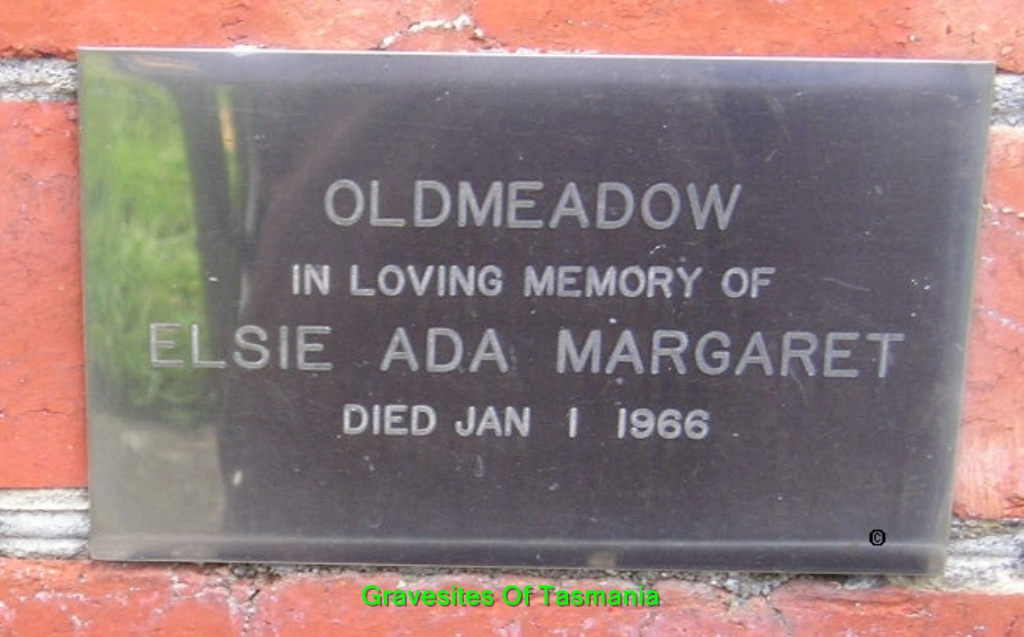 OLDMEADOW
IN LOVING MEMORY OF
ELSIE ADA MARGARET
DIED JAN 1 1966
©
Gravesites Of Tasmania